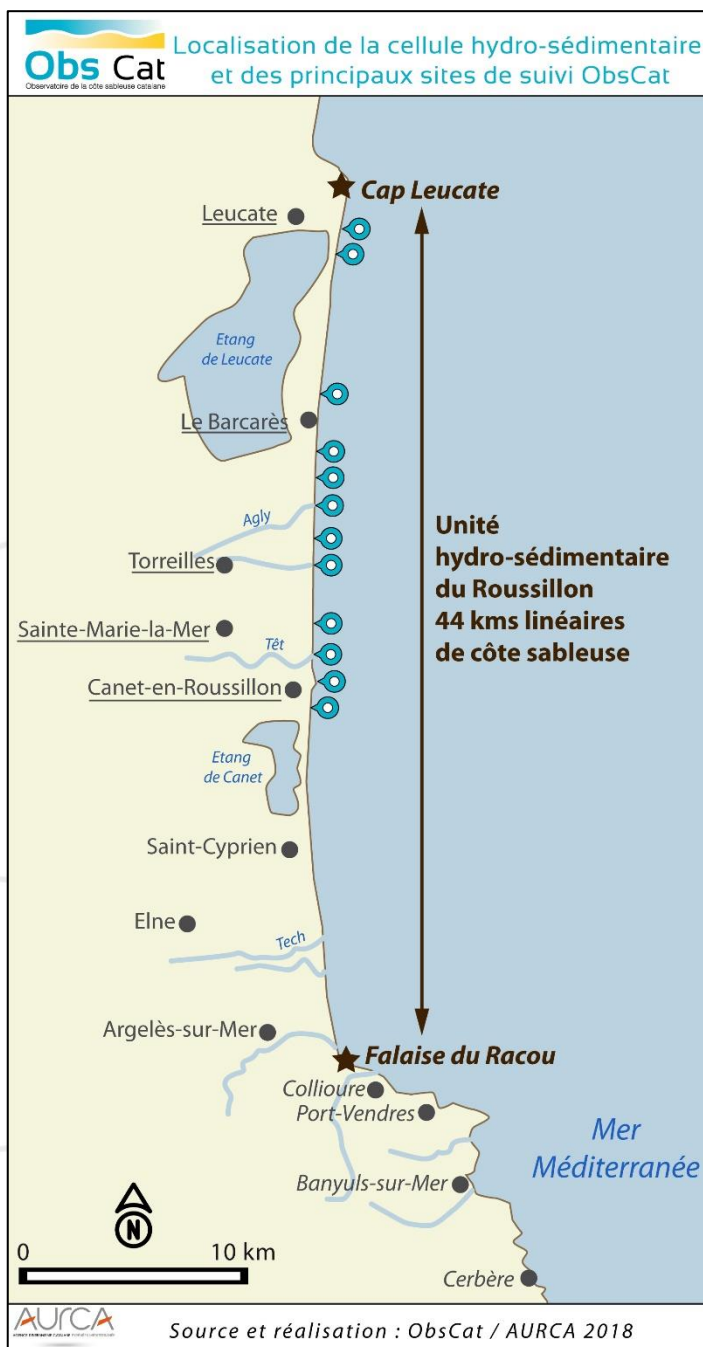 Obs Cat
Observatoire de la côte sableuse catalane
Localisation de la cellule hydro-sédimentaire
et des principaux sites de suivi ObsCat
Cap Leucate
Leucate
Etang
de Leucate
Le Barcarès
Agly
Torreilles
Sainte-Marie-la-Mer
Têt
Canet-en-Roussillon
Unité
hydro-sédimentaire
du Roussillon
44 kms linéaires
de côte sableuse
Etang
de Canet
Saint-Cyprien
Elne
Tech
Argelès-sur-Mer
Falaise du Racou
Collioure
Port-Vendres
Mer
Méditerranée
Banyuls-sur-Mer
N
0 10 km
Cerbère
AURCA
Source et réalisation : ObsCat / AURCA 2018